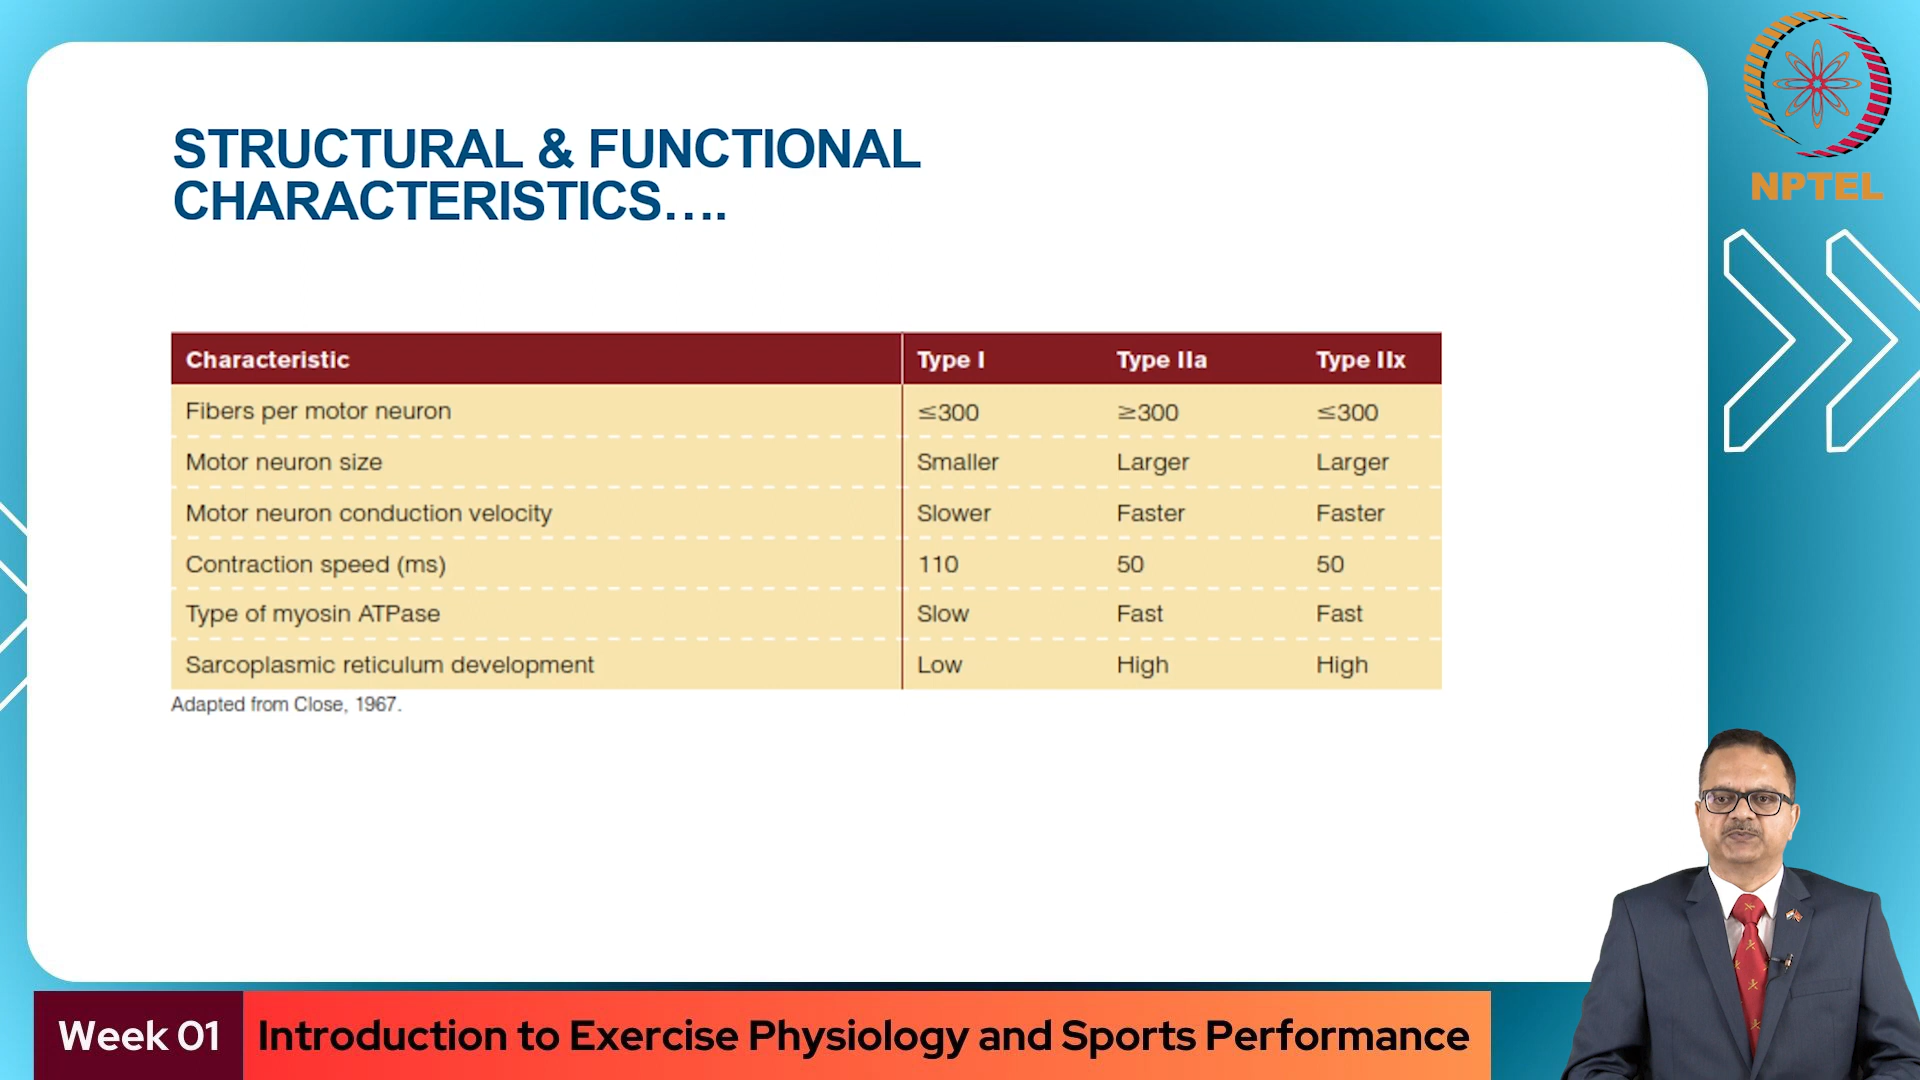 NPTEL
STRUCTURAL & FUNCTIONAL
CHARACTERISTICS....
Characteristic Type I Type IIa Type IIx
Fibers per motor neuron ≤300 ≥300 ≤300
Motor neuron size Smaller Larger Larger
Motor neuron conduction velocity Slower Faster Faster
Contraction speed (ms) 110 50 50
Type of myosin ATPase Slow Fast Fast
Sarcoplasmic reticulum development Low High High
Adapted from Close, 1967.
Week 01 Introduction to Exercise Physiology and Sports Performance